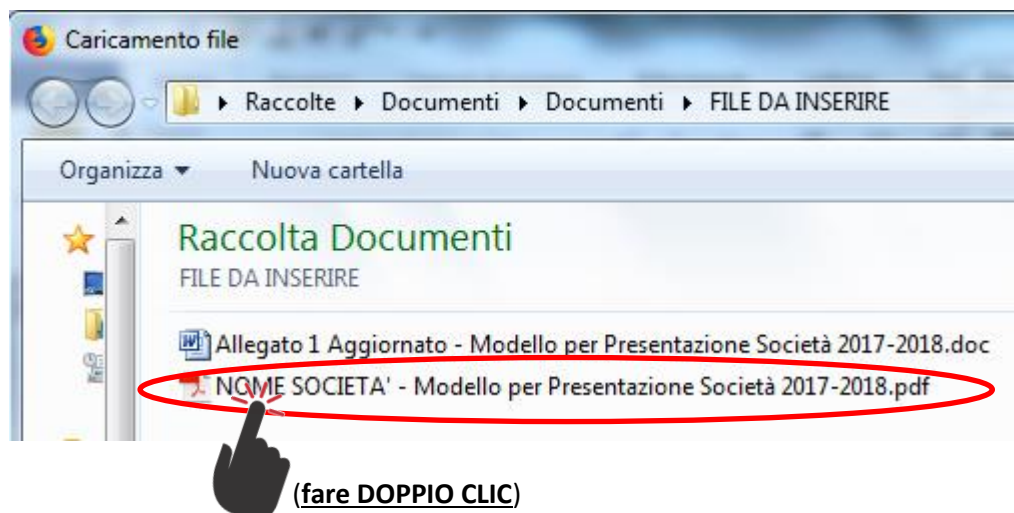 Caricamento file
Raccolte Documenti Documenti FILE DA INSERIRE
Organizza Nuova cartella
Raccolta Documenti
FILE DA INSERIRE
Allegato 1 Aggiornato - Modello per Presentazione Società 2017-2018.doc
NOME SOCIETA' - Modello per Presentazione Società 2017-2018.pdf
(fare DOPPIO CLIC)